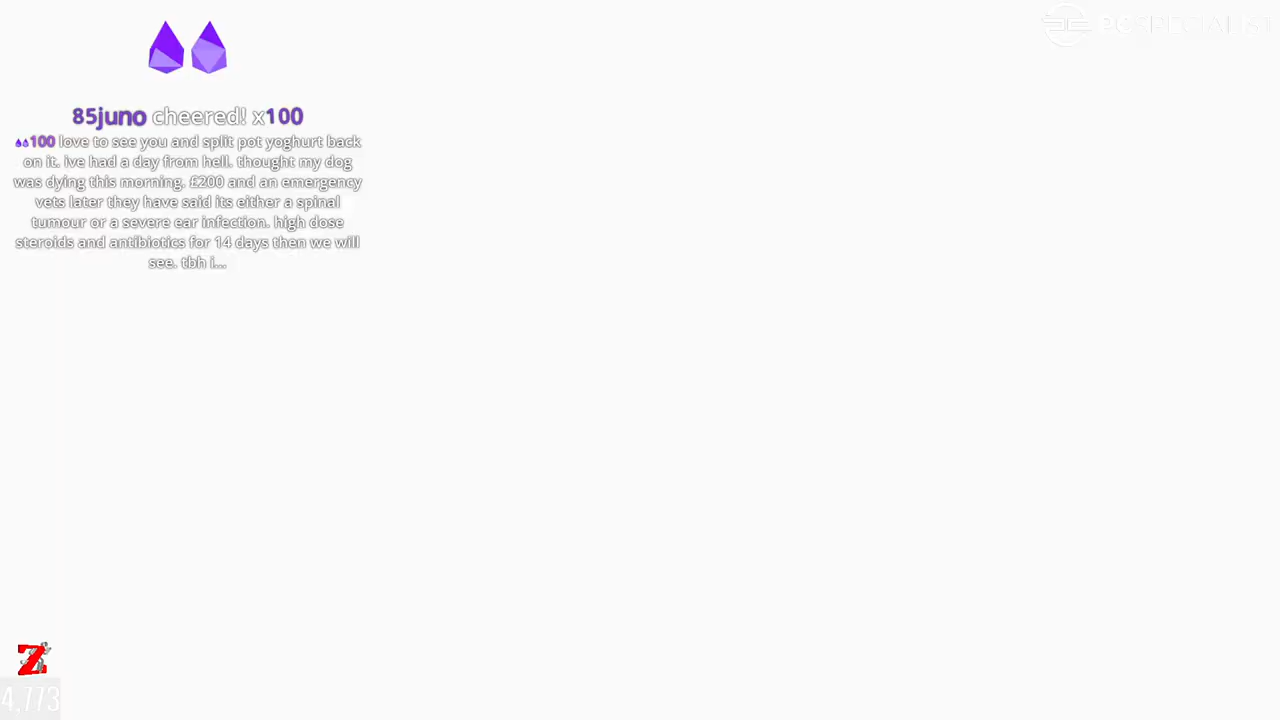 PCSPECIALIST
85juno cheered! x100
100 love to see you and split pot yoghurt back
on it. ive had a day from hell. thought my dog
was dying this morning. £200 and an emergency
vets later they have said its either a spinal
tumour or a severe ear infection. high dose
steroids and antibiotics for 14 days then we will
see. tbh i...
Z
4,773